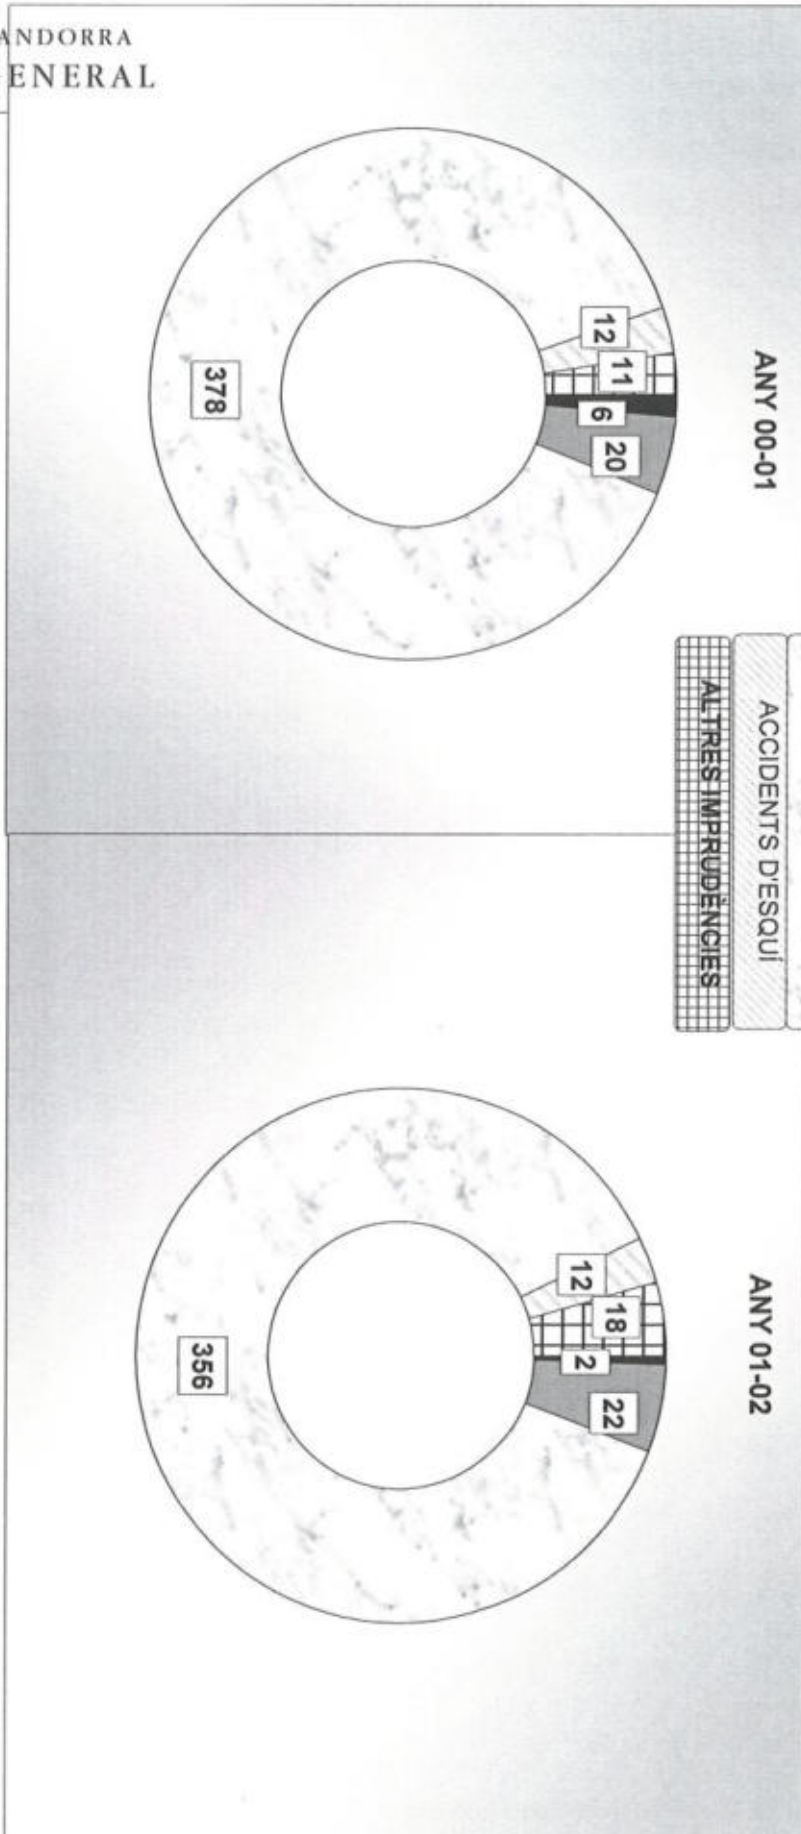 ANDORRA
ENERAL
ACCIDENTS D'ESQUÍ
ALTRES IMPRUDÈNCIES
ANY 00-01
12
11
6
20
378
ANY 01-02
12
18
2
22
356